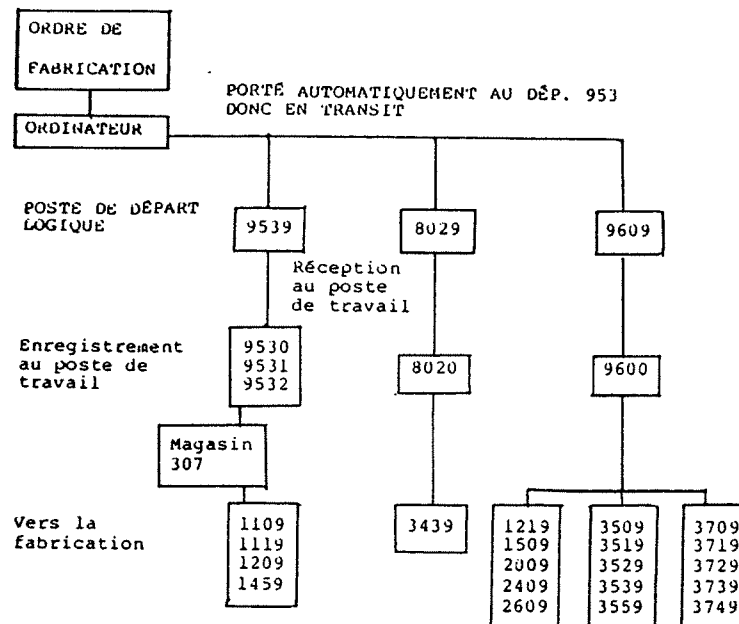 ORDRE DE
FABRICATION
PORTÉ AUTOMATIQUEMENT AU DÉP. 953
DONC EN TRANSIT
ORDINATEUR
POSTE DE DÉPART
LOGIQUE
9539
8029
9609
Réception
au poste
de travail
Enregistrement
au poste de
travail
9530
9531
9532
8020
9600
Magasin
307
Vers la
fabrication
1109
1119
1209
1459
3439
1219
1509
2009
2409
2609
3509
3519
3529
3539
3559
3709
3719
3729
3739
3749